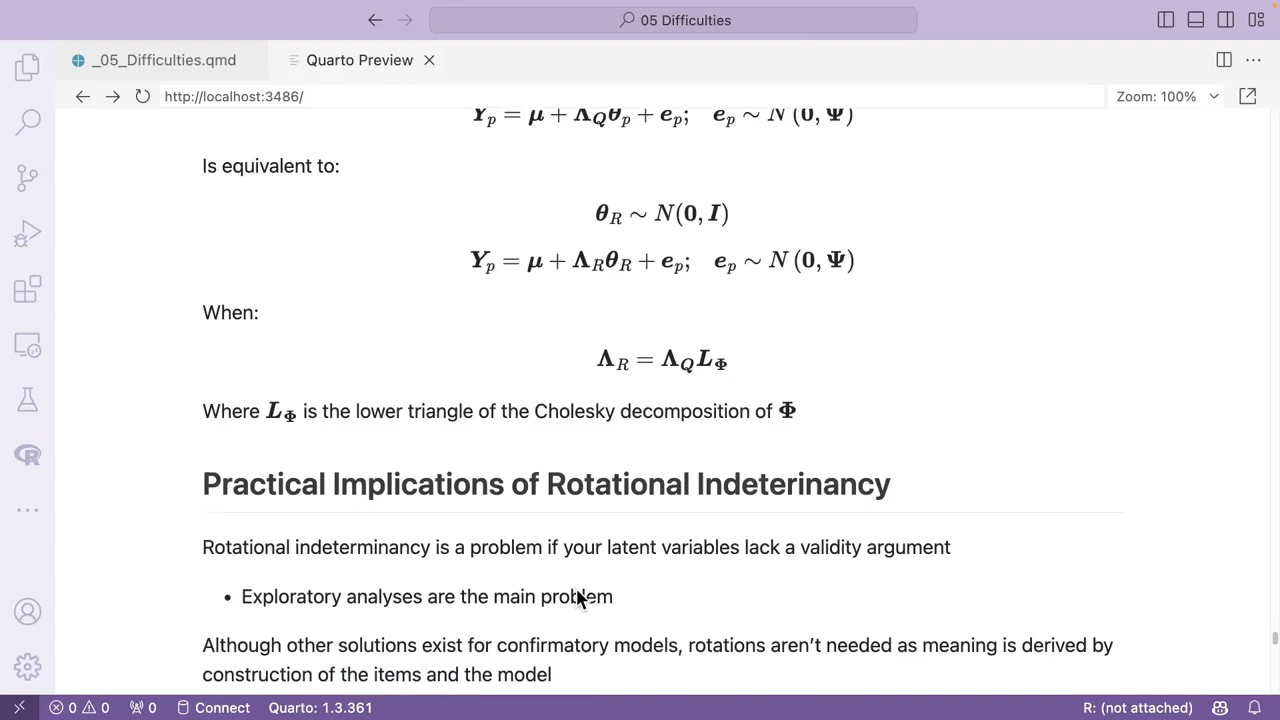 05 Difficulties
_05_Difficulties.qmd
Quarto Preview
http://localhost:3486/
Zoom: 100%
Y_p = μ + Λ_Q θ_p + e_p; e_p ∼ N (0, Ψ)
Is equivalent to:
θ_R ∼ N(0, I)
Y_p = μ + Λ_R θ_R + e_p; e_p ∼ N (0, Ψ)
When:
Λ_R = Λ_Q L_Φ
Where L_Φ is the lower triangle of the Cholesky decomposition of Φ
Practical Implications of Rotational Indeterinancy
Rotational indeterminancy is a problem if your latent variables lack a validity argument
• Exploratory analyses are the main problem
Although other solutions exist for confirmatory models, rotations aren't needed as meaning is derived by
construction of the items and the model
0 0 0 Connect Quarto: 1.3.361 R: (not attached)